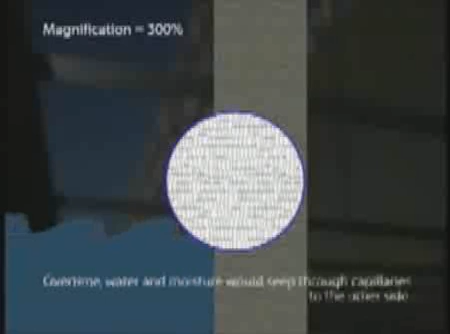 Magnification = 300%
Overtime, water and moisture would seep through capillaries
to the other side